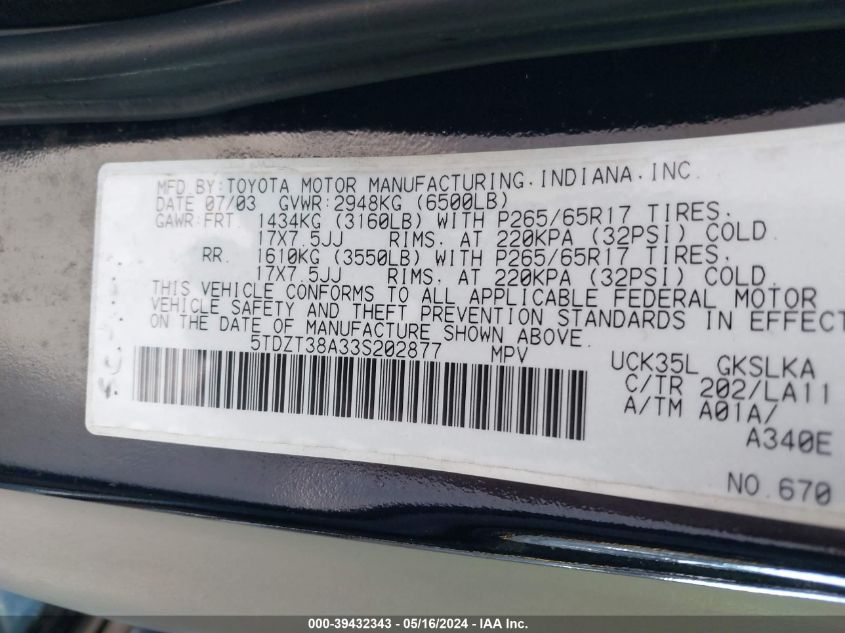 MFD.BY:TOYOTA MOTOR MANUFACTURING.INDIANA.INC.
DATE 07/03 GVWR:2948KG (6500LB)
GAWR:FRT. 1434KG (3160LB) WITH P265/65R17 TIRES.
17X7.5JJ RIMS. AT 220KPA (32PSI) COLD.
RR. 1610KG (3550LB) WITH P265/65R17 TIRES.
17X7.5JJ RIMS. AT 220KPA (32PSI) COLD.
THIS VEHICLE CONFORMS TO ALL APPLICABLE FEDERAL MOTOR
VEHICLE SAFETY AND THEFT PREVENTION STANDARDS IN EFFECT
ON THE DATE OF MANUFACTURE SHOWN ABOVE.
5TDZT38A33S202877 MPV
UCK35L GKSLKA
C/TR 202/LA11
A/TM A01A/
A340E
NO.670
000-39432343 - 05/16/2024 - IAA Inc.